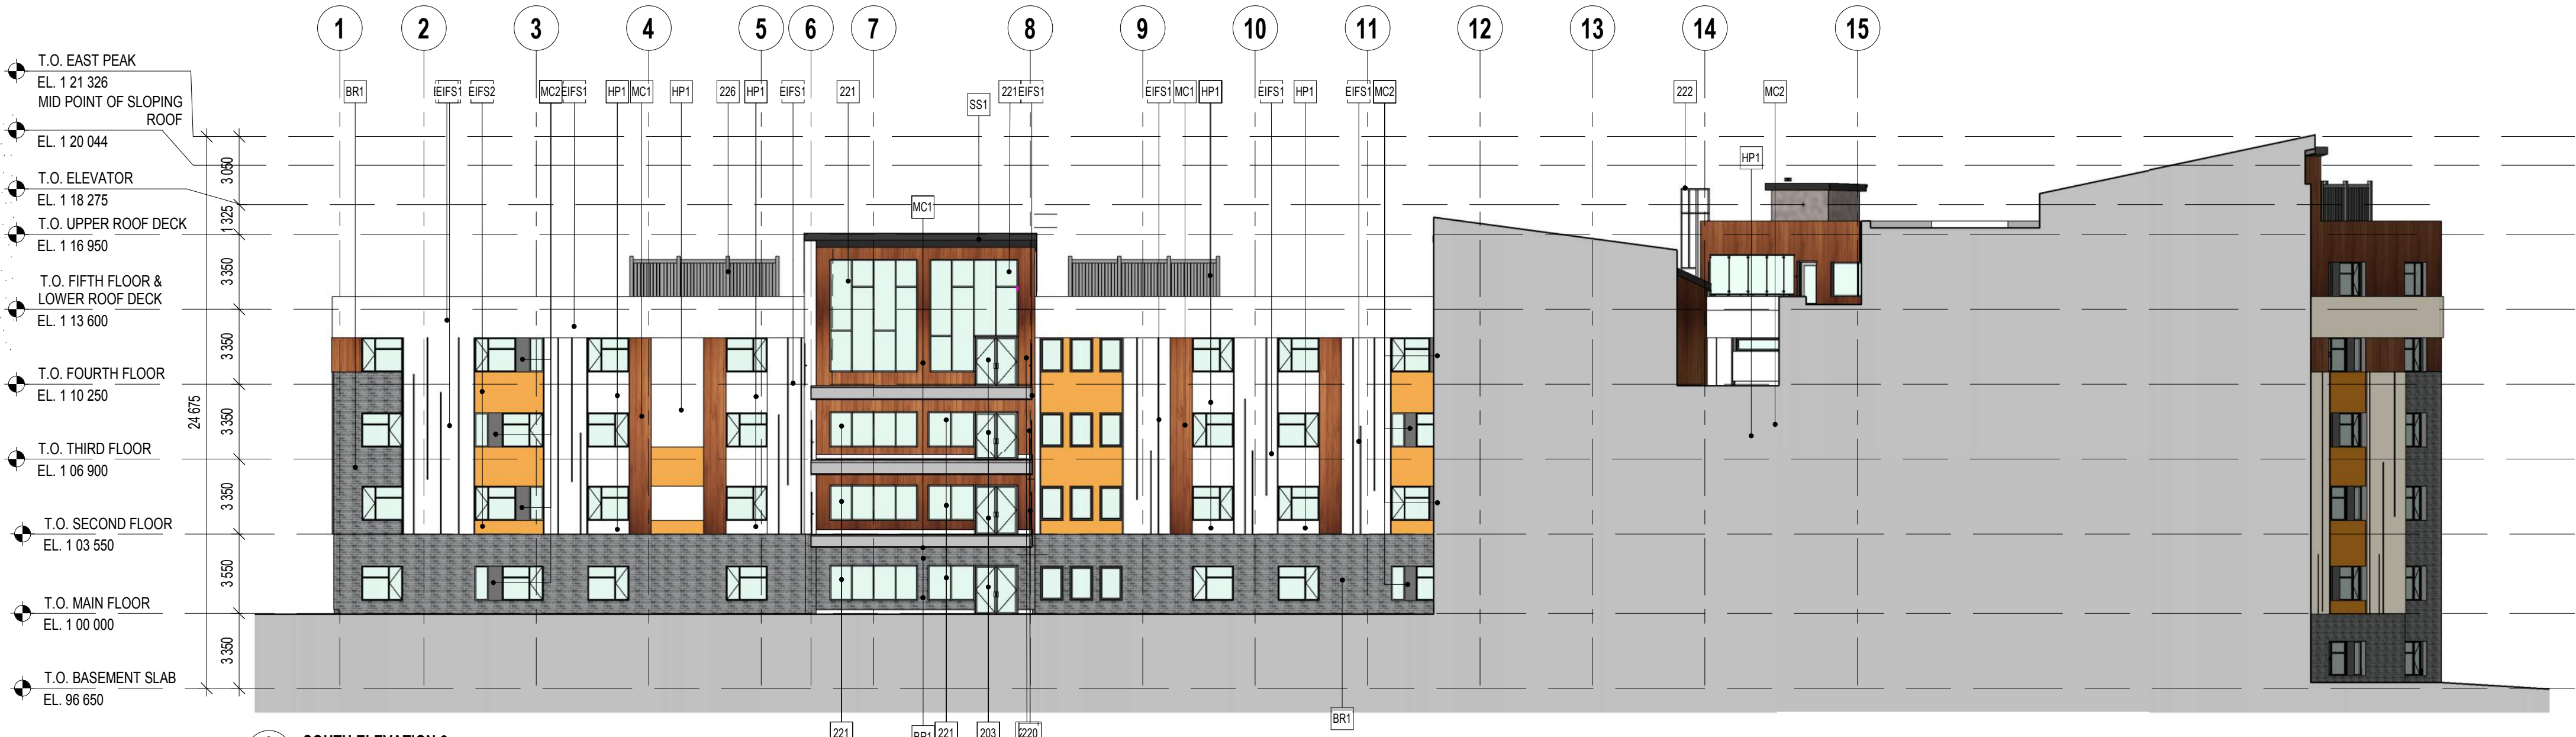 1 2 3 4 5 6 7 8 9 10 11 12 13 14 15
T.O. EAST PEAK
EL. 1 21 326
MID POINT OF SLOPING
ROOF
EL. 1 20 044
T.O. ELEVATOR
EL. 1 18 275
T.O. UPPER ROOF DECK
EL. 1 16 950
T.O. FIFTH FLOOR &
LOWER ROOF DECK
EL. 1 13 600
T.O. FOURTH FLOOR
EL. 1 10 250
T.O. THIRD FLOOR
EL. 1 06 900
T.O. SECOND FLOOR
EL. 1 03 550
T.O. MAIN FLOOR
EL. 1 00 000
T.O. BASEMENT SLAB
EL. 96 650
24 675
3 050
1 325
3 350
3 350
3 350
3 350
3 550
3 350
BR1 EIFS1 EIFS2 MC2 EIFS1 HP1 MC1 HP1 226 HP1 EIFS1 221 SS1 221 EIFS1 EIFS1 MC1 HP1 EIFS1 HP1 EIFS1 MC2 222 MC2
HP1
MC1
BR1
221 BR1 221 203 220